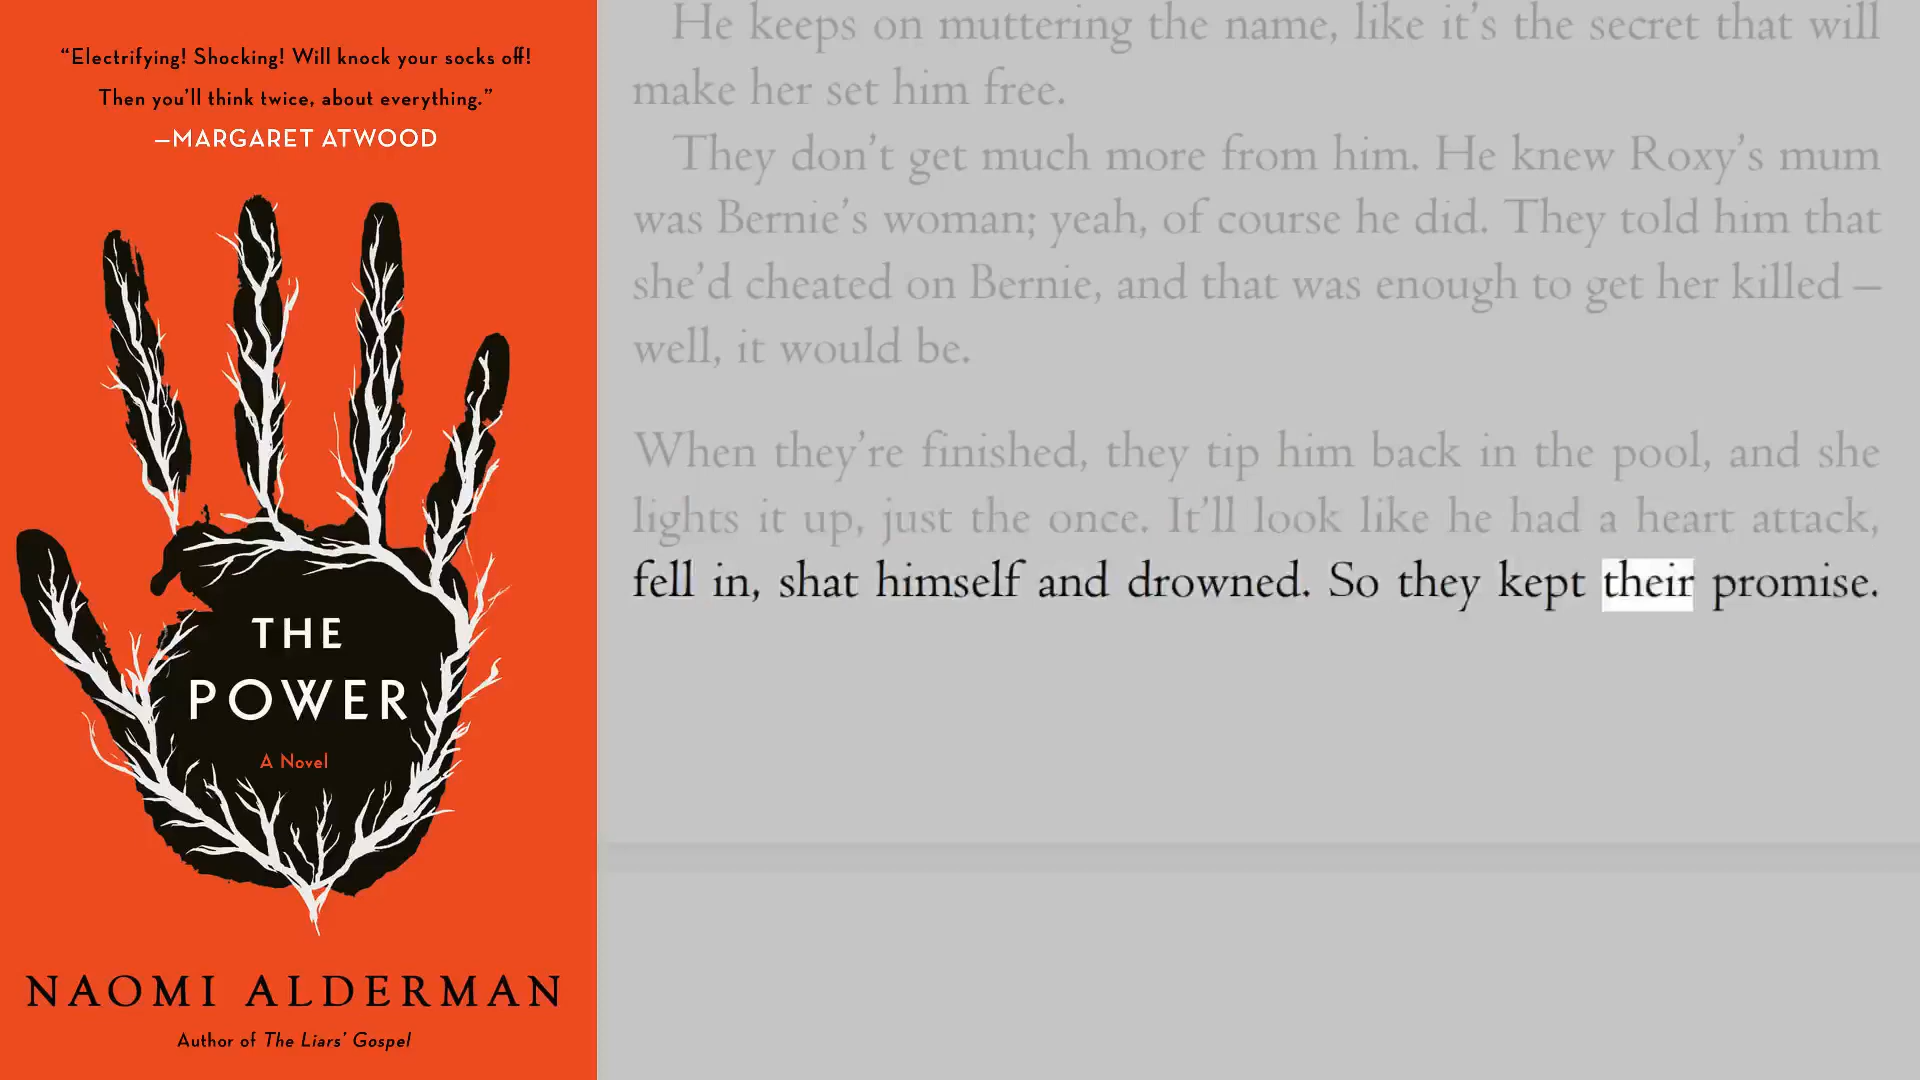 “Electrifying! Shocking! Will knock your socks off!
Then you’ll think twice, about everything.”
—MARGARET ATWOOD
THE
POWER
A Novel
NAOMI ALDERMAN
Author of The Liars’ Gospel
He keeps on muttering the name, like it’s the secret that will
make her set him free.
They don’t get much more from him. He knew Roxy’s mum
was Bernie’s woman; yeah, of course he did. They told him that
she’d cheated on Bernie, and that was enough to get her killed –
well, it would be.
When they’re finished, they tip him back in the pool, and she
lights it up, just the once. It’ll look like he had a heart attack,
fell in, shat himself and drowned. So they kept their promise.